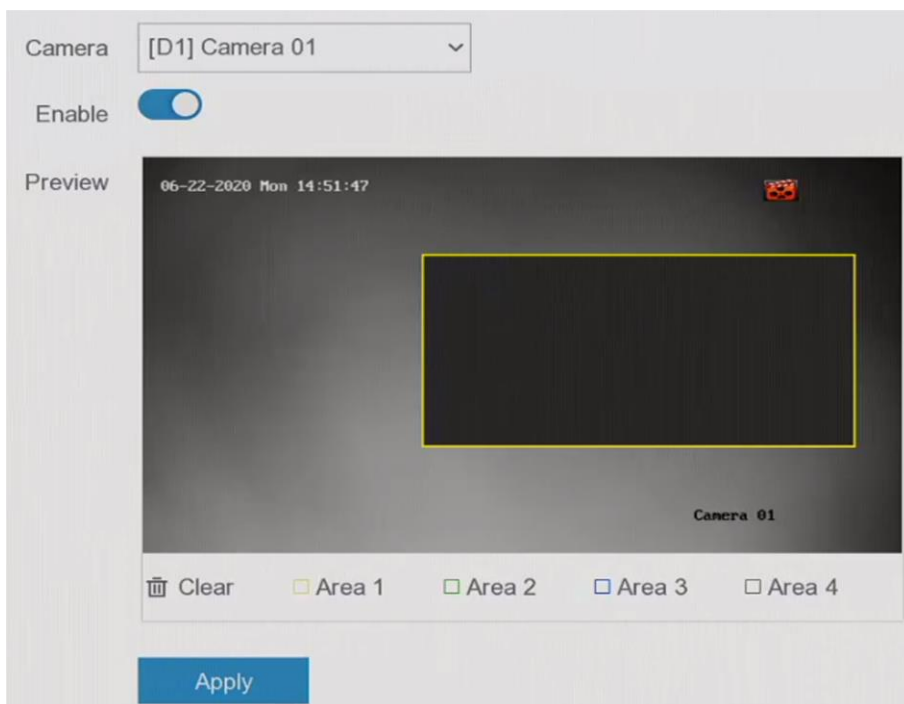 Camera [D1] Camera 01
Enable
Preview
06-22-2020 Mon 14:51:47
Camera 01
Clear Area 1 Area 2 Area 3 Area 4
Apply